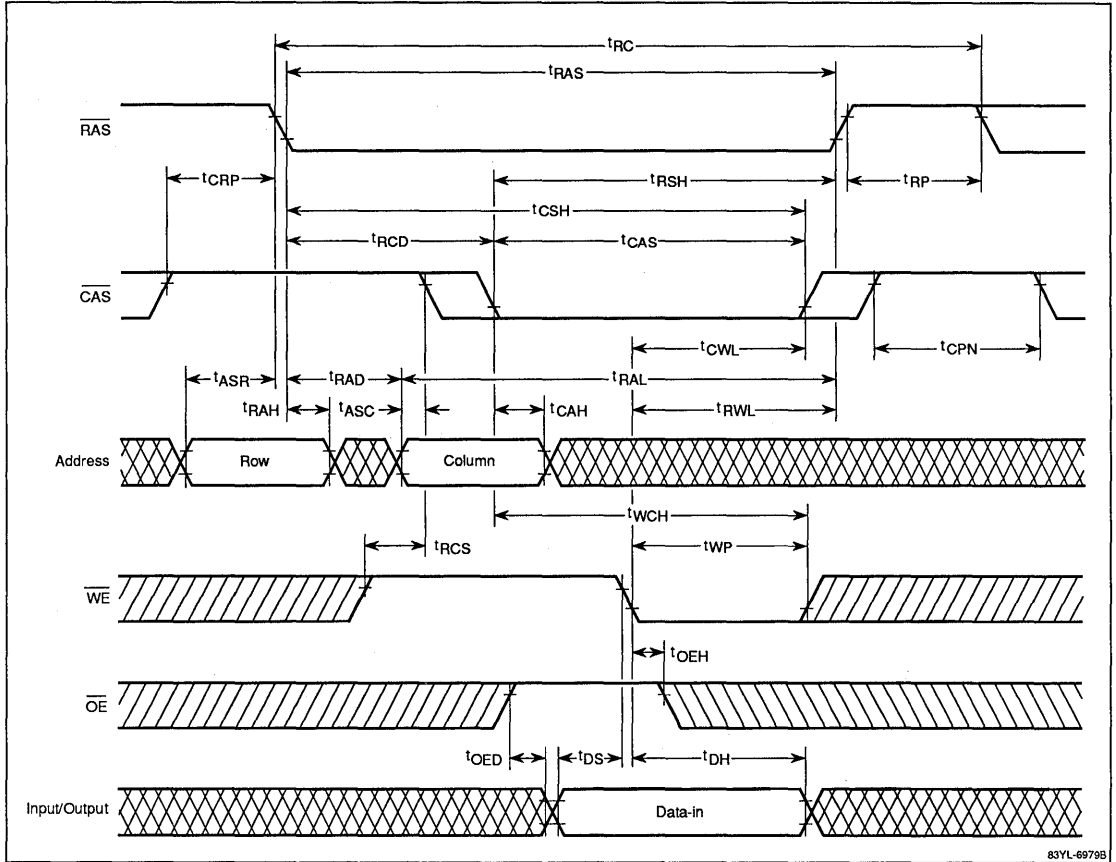 tRC
tRAS
RAS
tCRP
tRSH
tRP
tCSH
tRCD
tCAS
CAS
tCWL
tCPN
tASR
tRAD
tRAL
tRAH
tASC
tCAH
tRWL
Address
Row
Column
tWCH
tRCS
tWP
WE
tOEH
OE
tOED
tDS
tDH
Input/Output
Data-in
83YL-6979B